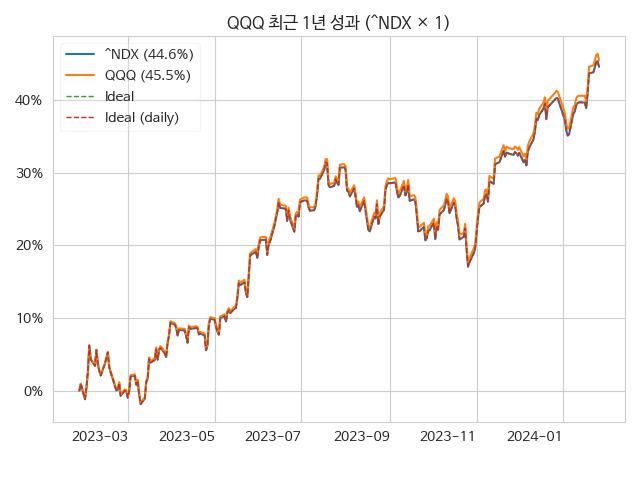 QQQ 최근 1년 성과 (^NDX × 1)
^NDX (44.6%)
QQQ (45.5%)
Ideal
Ideal (daily)
40%
30%
20%
10%
0%
2023-03 2023-05 2023-07 2023-09 2023-11 2024-01